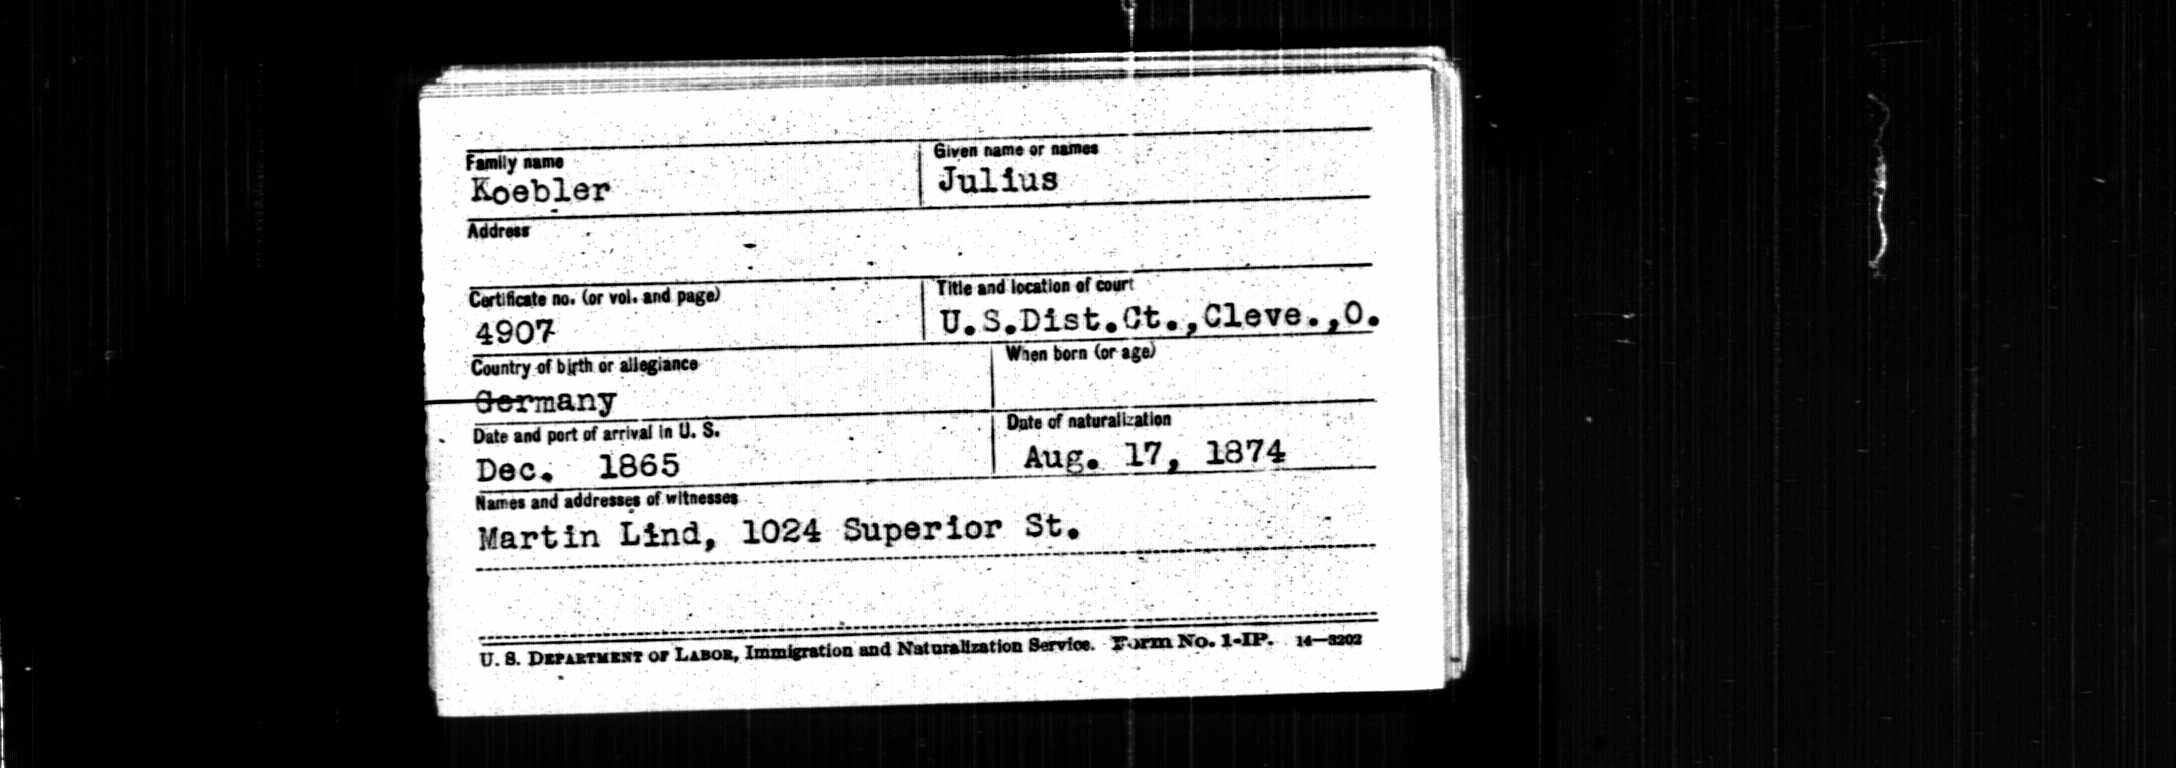 Family name
Given name or names
Koebler
Julius
Address
Certificate no. (or vol. and page)
Title and location of court
4907
U.S.Dist.Ct.,Cleve.,O.
Country of birth or allegiance
When born (or age)
Germany
Date and port of arrival in U. S.
Date of naturalization
Dec. 1865
Aug. 17, 1874
Names and addresses of witnesses
Martin Lind, 1024 Superior St.
U. S. DEPARTMENT OF LABOR, Immigration and Naturalization Service. Form No. 1-IP. 14—3202